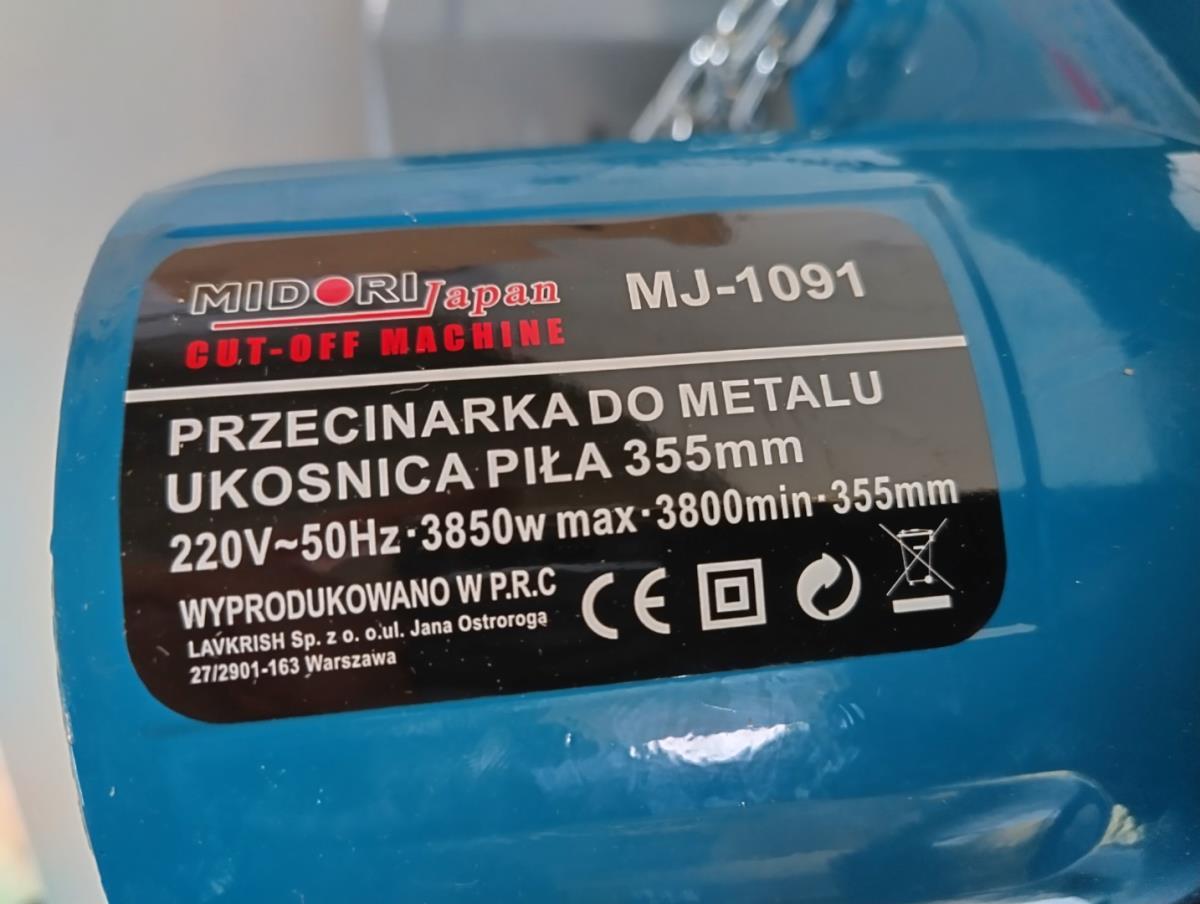 MIDORI Japan MJ-1091
CUT-OFF MACHINE
PRZECINARKA DO METALU
UKOSNICA PIŁA 355mm
220V~50Hz·3850w max·3800min·355mm
WYPRODUKOWANO W P.R.C CE
LAVKRISH Sp. z o. o.ul. Jana Ostroroga
27/2901-163 Warszawa